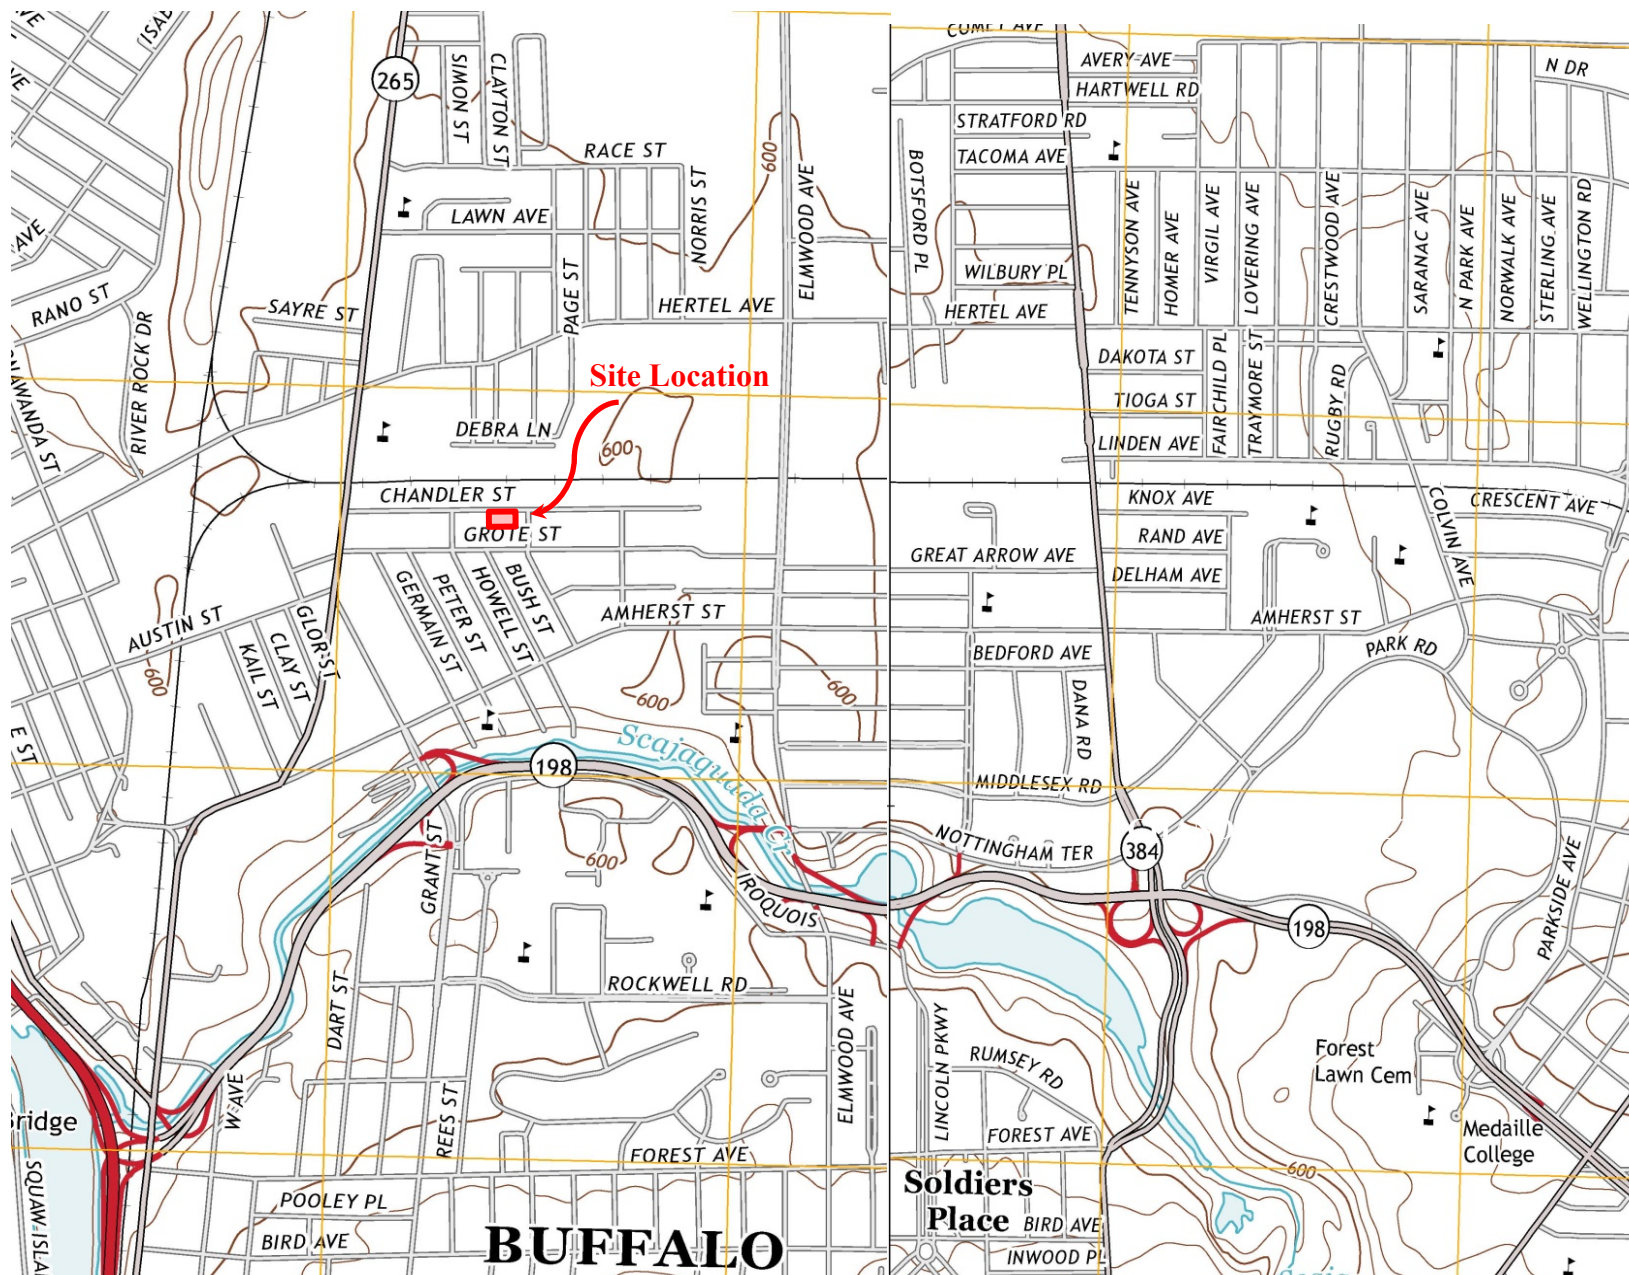 COMET AVE
265
SIMON ST
CLAYTON ST
AVERY AVE
N DR
HARTWELL RD
STRATFORD RD
RACE ST
600
TACOMA AVE
BOTSFORD PL
NORRIS ST
ELMWOOD AVE
TENNYSON AVE
HOMER AVE
VIRGIL AVE
LOVERING AVE
CRESTWOOD AVE
SARANAC AVE
N PARK AVE
NORWALK AVE
STERLING AVE
WELLINGTON RD
LAWN AVE
AVE
WILBURY PL
RANO ST
SAYRE ST
PAGE ST
HERTEL AVE
HERTEL AVE
RIVER ROCK DR
DAKOTA ST
FAIRCHILD PL
TRAYMORE ST
RUGBY RD
Site Location
TIOGA ST
DEBRA LN
600
LINDEN AVE
CHANDLER ST
KNOX AVE
COLVIN AVE
CRESCENT AVE
GROTE ST
RAND AVE
GREAT ARROW AVE
DELHAM AVE
GERMAIN ST
PETER ST
HOWELL ST
BUSH ST
AUSTIN ST
AMHERST ST
AMHERST ST
GLOR ST
CLAY ST
KAIL ST
BEDFORD AVE
PARK RD
600
600
600
DANA RD
E ST
Scajaquada Cr
198
MIDDLESEX RD
NOTTINGHAM TER
384
GRANT ST
600
IROQUOIS
198
PARKSIDE AVE
DART ST
ROCKWELL RD
ELMWOOD AVE
LINCOLN PKWY
RUMSEY RD
Forest
Lawn Cem
W AVE
REES ST
FOREST AVE
Medaille
College
FOREST AVE
600
SQUAW ISLA
POOLEY PL
Soldiers
Place
BIRD AVE
BIRD AVE
BUFFALO
INWOOD PL